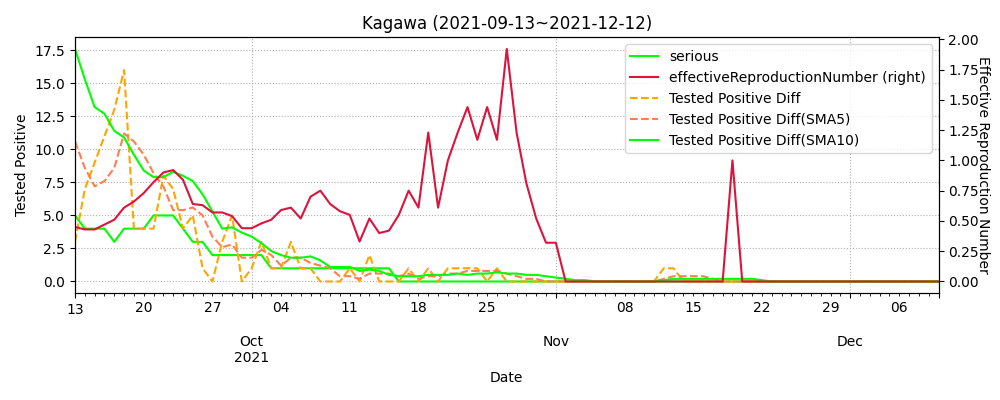 Kagawa (2021-09-13~2021-12-12)
Tested Positive
17.5
15.0
12.5
10.0
7.5
5.0
2.5
0.0
serious
effectiveReproductionNumber (right)
Tested Positive Diff
Tested Positive Diff(SMA5)
Tested Positive Diff(SMA10)
2.00
1.75
1.50
1.25
1.00
0.75
0.50
0.25
0.00
Effective Reproduction Number
13 20 27 04 11 18 25 08 15 22 29 06
Oct Nov Dec
2021
Date